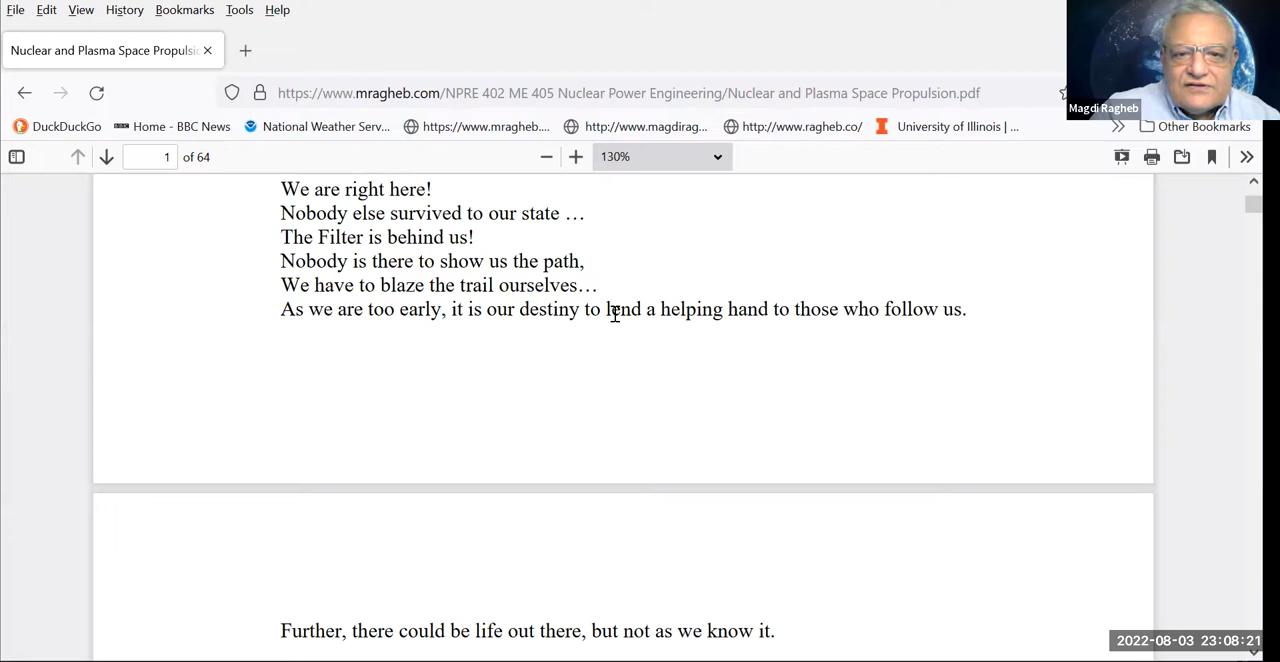 File Edit View History Bookmarks Tools Help
Nuclear and Plasma Space Propulsic
https://www.mragheb.com/NPRE 402 ME 405 Nuclear Power Engineering/Nuclear and Plasma Space Propulsion.pdf
Magdi Ragheb
DuckDuckGo BBC Home - BBC News National Weather Serv... https://www.mragheb.... http://www.magdirag... http://www.ragheb.co/ University of Illinois | ... Other Bookmarks
1 of 64 130%
We are right here!
Nobody else survived to our state …
The Filter is behind us!
Nobody is there to show us the path,
We have to blaze the trail ourselves…
As we are too early, it is our destiny to lend a helping hand to those who follow us.
Further, there could be life out there, but not as we know it.
2022-08-03 23:08:21